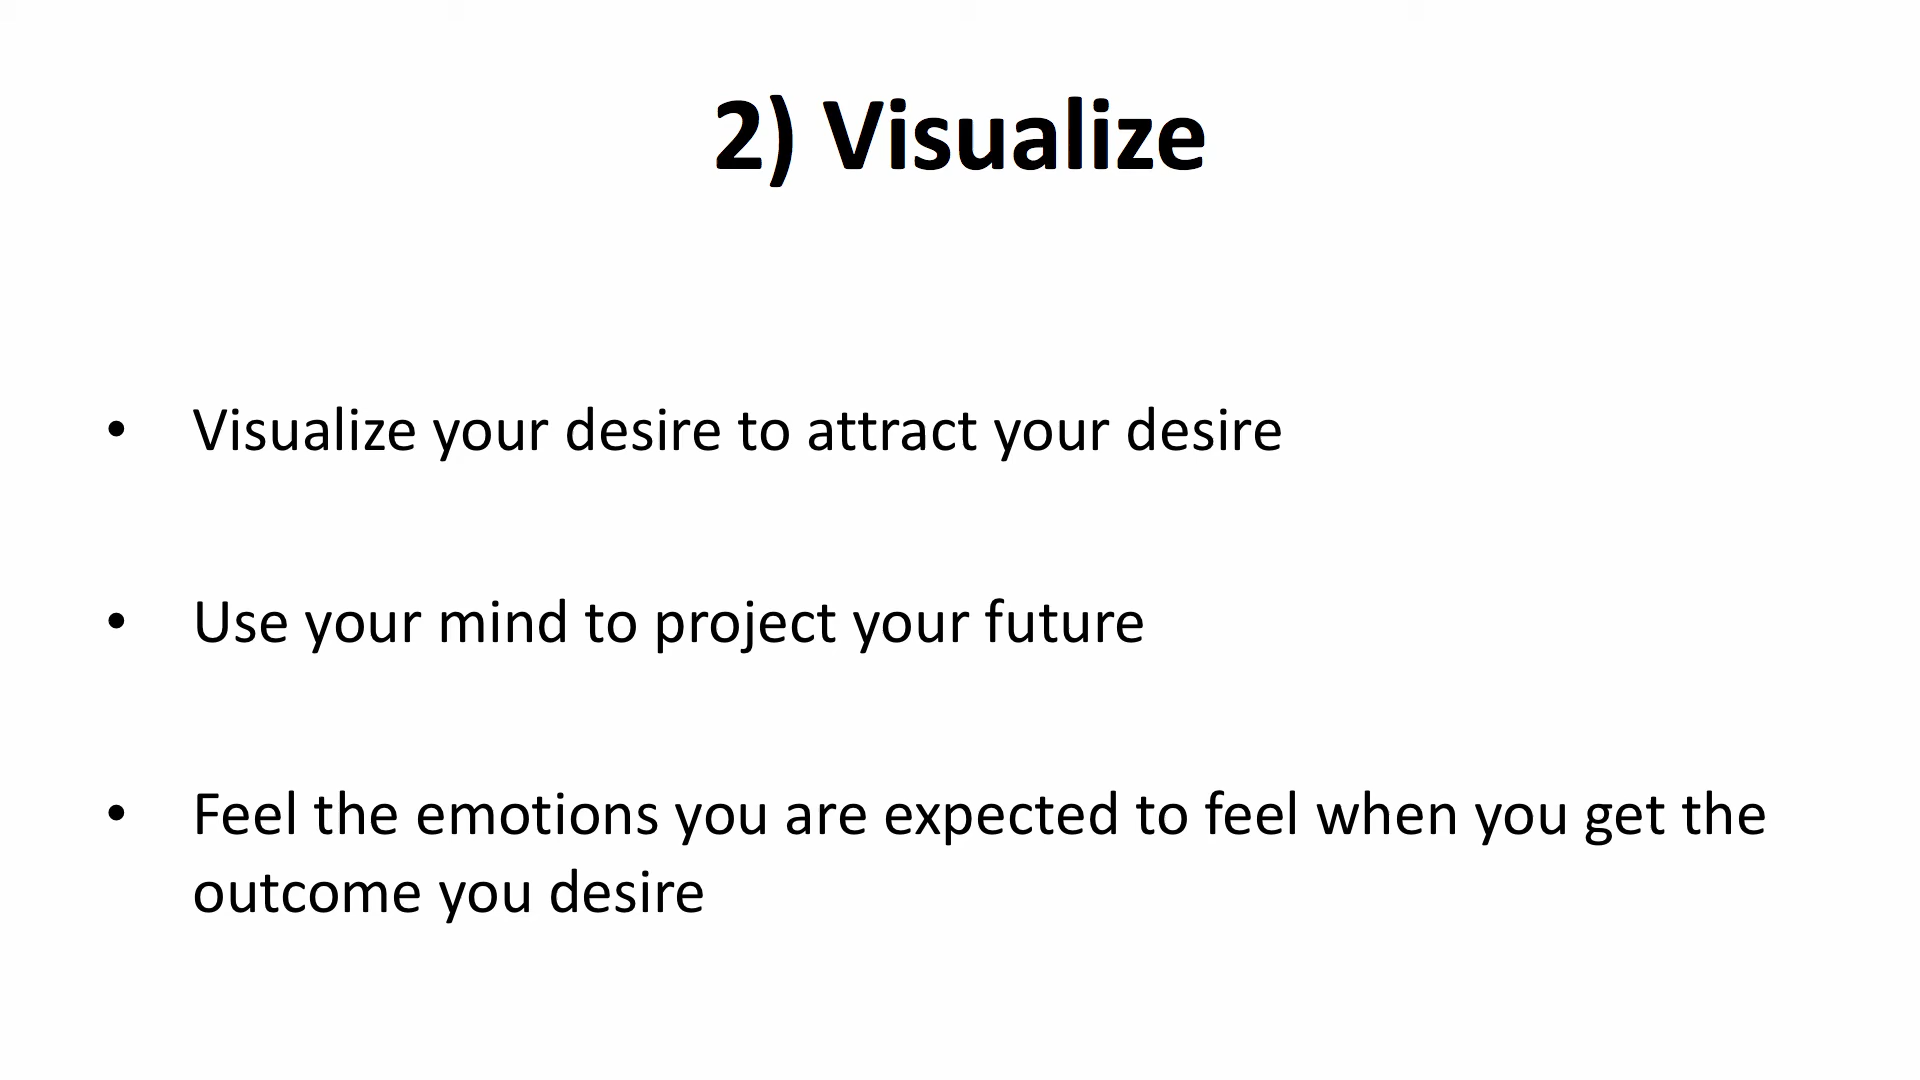 2) Visualize
• Visualize your desire to attract your desire
• Use your mind to project your future
• Feel the emotions you are expected to feel when you get the
outcome you desire